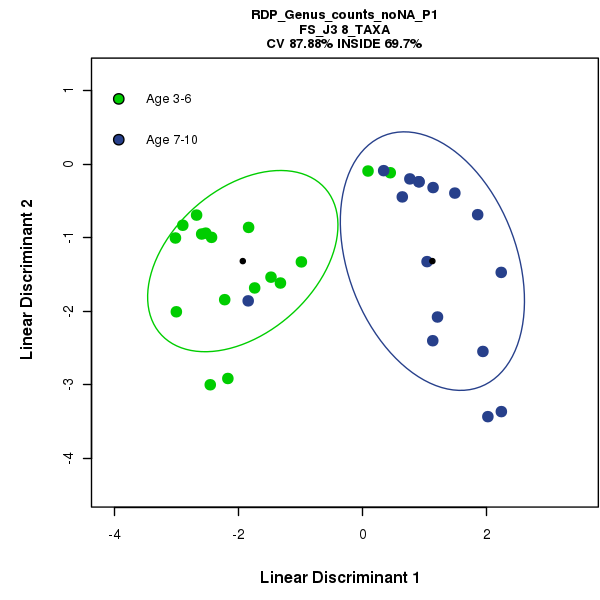 RDP_Genus_counts_noNA_P1
FS_J3 8_TAXA
CV 87.88% INSIDE 69.7%
Age 3-6
Age 7-10
1
0
-1
-2
-3
-4
Linear Discriminant 2
-4
-2
0
2
Linear Discriminant 1